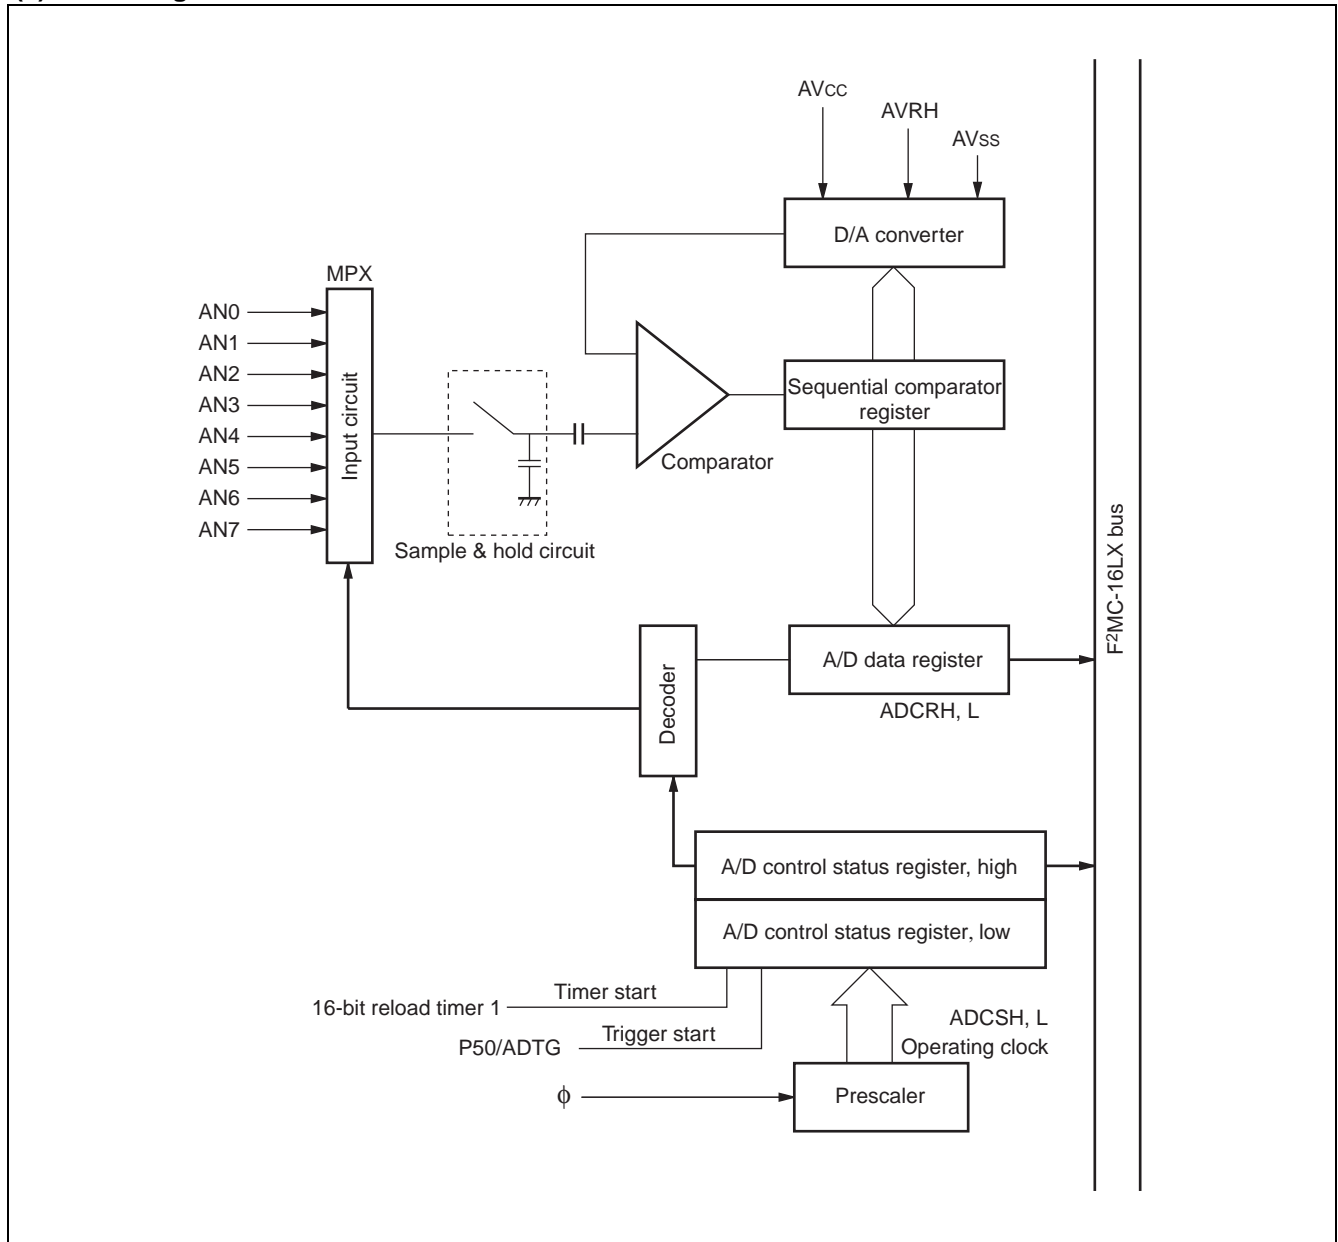 AVCC
AVRH
AVSS
D/A converter
MPX
AN0
AN1
AN2
AN3
AN4
AN5
AN6
AN7
Input circuit
Sample & hold circuit
Comparator
Sequential comparator
register
F²MC-16LX bus
Decoder
A/D data register
ADCRH, L
A/D control status register, high
A/D control status register, low
16-bit reload timer 1
Timer start
P50/ADTG
Trigger start
ADCSH, L
Operating clock
ϕ
Prescaler